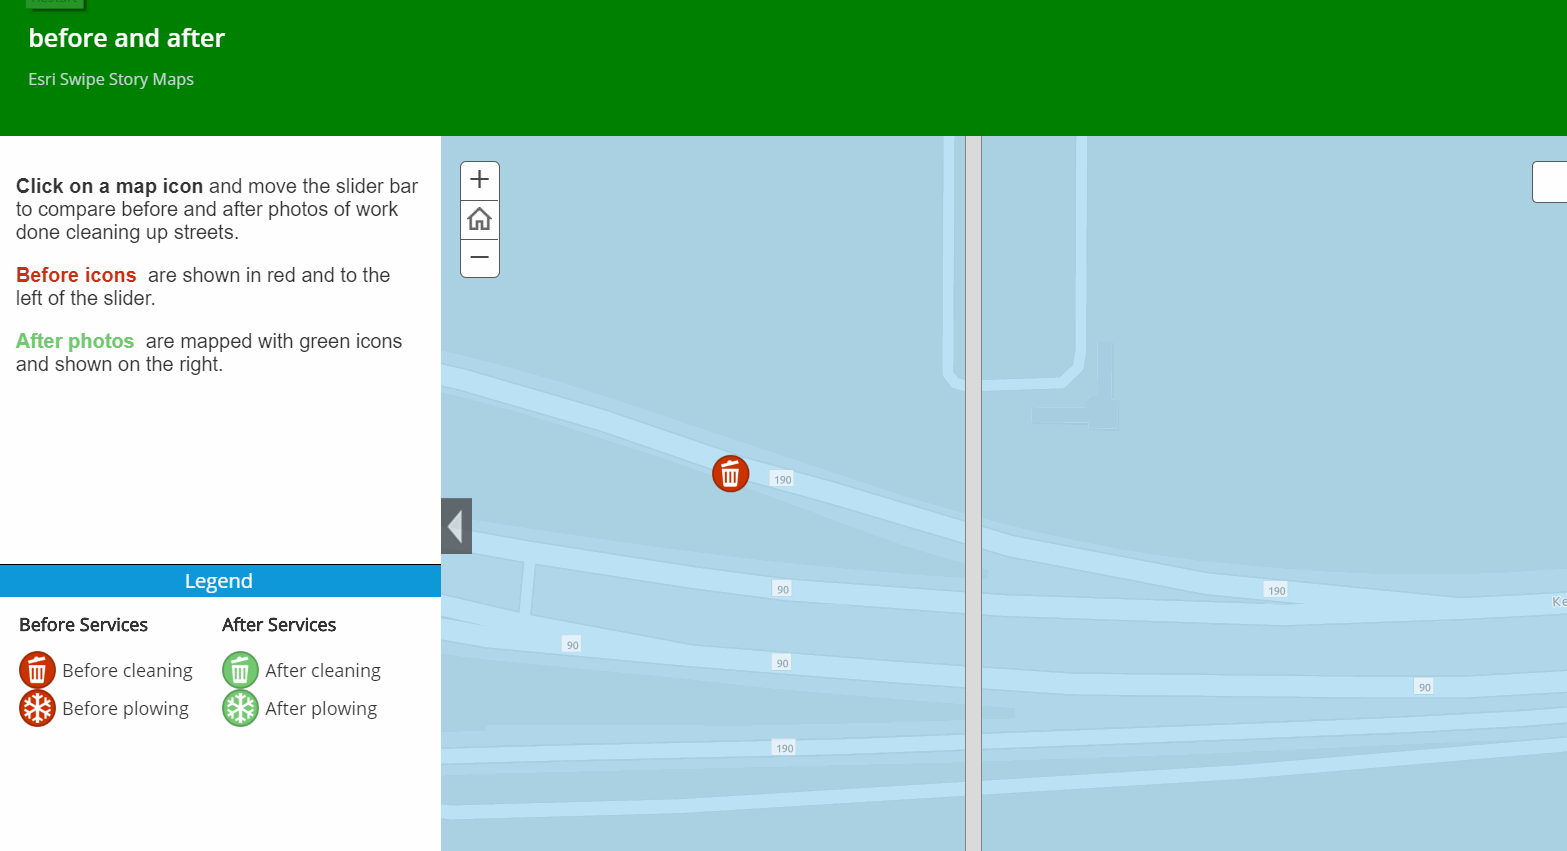 before and after
Esri Swipe Story Maps
Click on a map icon and move the slider bar
to compare before and after photos of work
done cleaning up streets.
Before icons are shown in red and to the
left of the slider.
After photos are mapped with green icons
and shown on the right.
Legend
Before Services
After Services
Before cleaning
After cleaning
Before plowing
After plowing
190
90
190
Ke
90
90
90
190